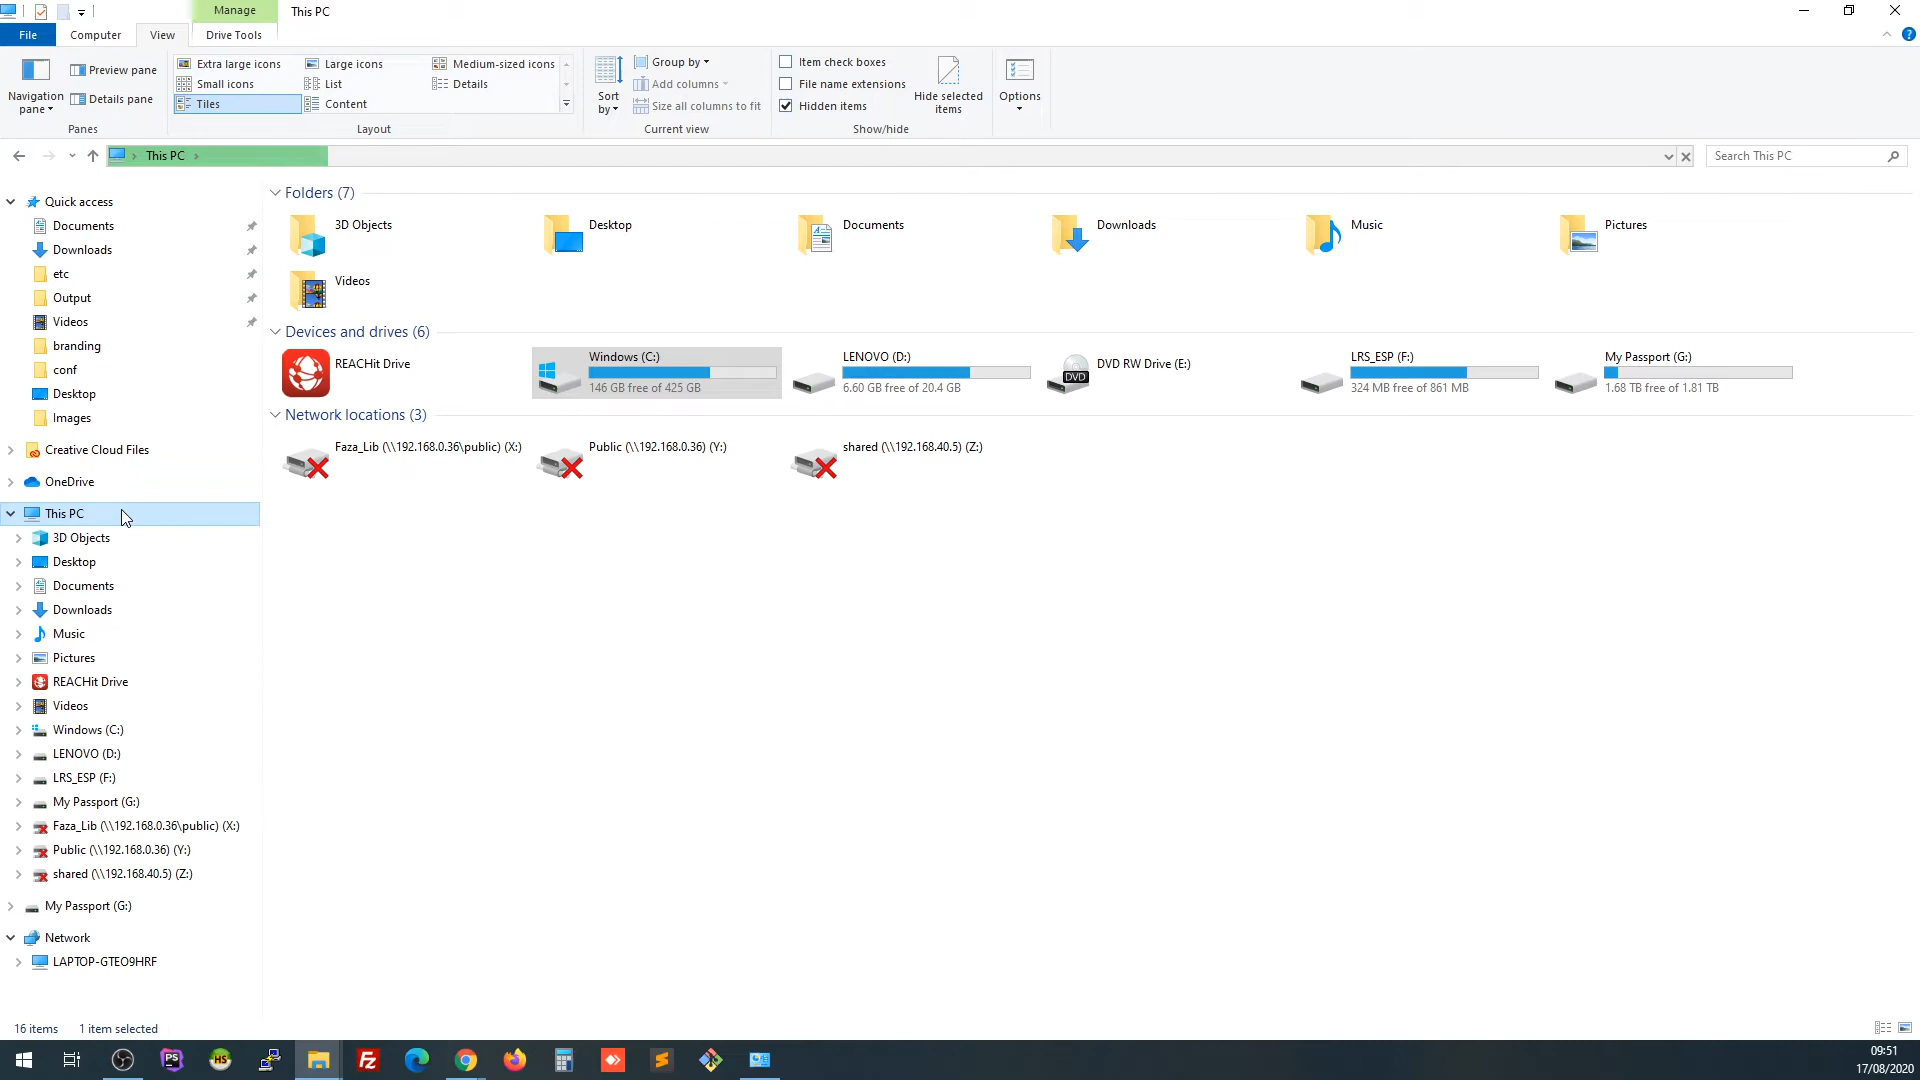 Manage
This PC
File
Computer
View
Drive Tools
Navigation
pane
Preview pane
Details pane
Panes
Extra large icons
Large icons
Medium-sized icons
Small icons
List
Details
Tiles
Content
Layout
Sort
by
Group by
Add columns
Size all columns to fit
Current view
Item check boxes
File name extensions
Hidden items
Hide selected
items
Show/hide
Options
This PC
Search This PC
Quick access
Documents
Downloads
etc
Output
Videos
branding
conf
Desktop
Images
Creative Cloud Files
OneDrive
This PC
3D Objects
Desktop
Documents
Downloads
Music
Pictures
REACHit Drive
Videos
Windows (C:)
LENOVO (D:)
LRS_ESP (F:)
My Passport (G:)
Faza_Lib (\\192.168.0.36\public) (X:)
Public (\\192.168.0.36) (Y:)
shared (\\192.168.40.5) (Z:)
My Passport (G:)
Network
LAPTOP-GTEO9HRF
Folders (7)
3D Objects
Desktop
Documents
Downloads
Music
Pictures
Videos
Devices and drives (6)
REACHit Drive
Windows (C:)
146 GB free of 425 GB
LENOVO (D:)
6.60 GB free of 20.4 GB
DVD
DVD RW Drive (E:)
LRS_ESP (F:)
324 MB free of 861 MB
My Passport (G:)
1.68 TB free of 1.81 TB
Network locations (3)
Faza_Lib (\\192.168.0.36\public) (X:)
Public (\\192.168.0.36) (Y:)
shared (\\192.168.40.5) (Z:)
16 items
1 item selected
PS
HS
FZ
09:51
17/08/2020